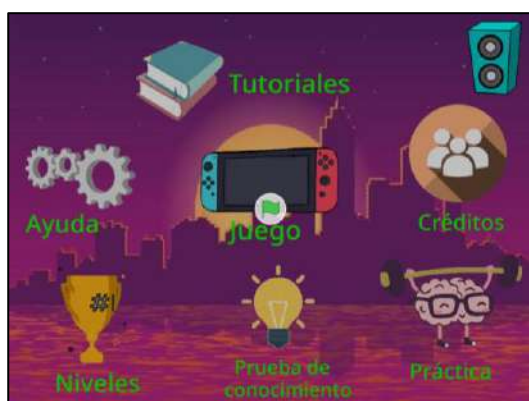 Tutoriales
Ayuda
Juego
Créditos
#1
Niveles
Prueba de
conocimiento
Práctica